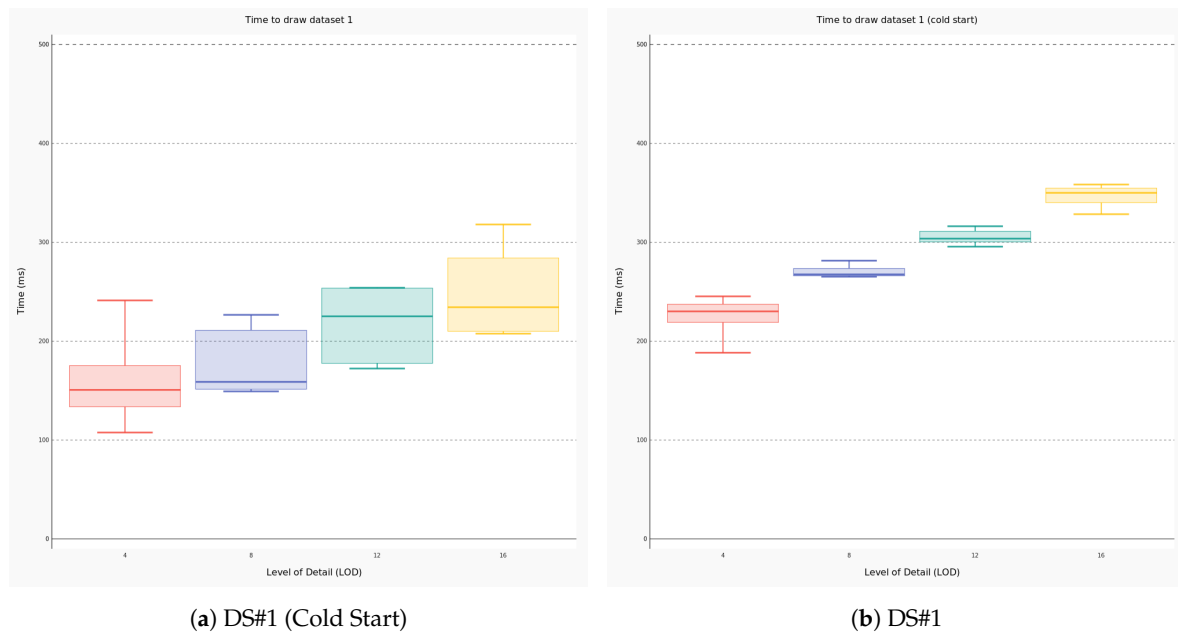 Time to draw dataset 1
500
400
300
200
100
0
Time (ms)
4 8 12 16
Level of Detail (LOD)
(a) DS#1 (Cold Start)
Time to draw dataset 1 (cold start)
500
400
300
200
100
0
Time (ms)
4 8 12 16
Level of Detail (LOD)
(b) DS#1